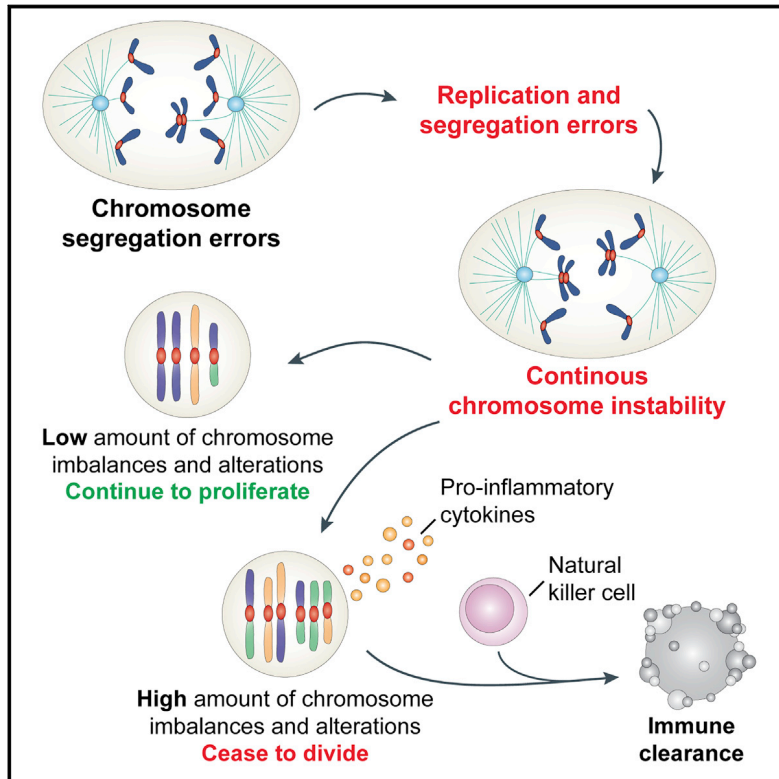 Replication and
segregation errors
Chromosome
segregation errors
Continous
chromosome instability
Low amount of chromosome
imbalances and alterations
Continue to proliferate
Pro-inflammatory
cytokines
Natural
killer cell
High amount of chromosome
imbalances and alterations
Cease to divide
Immune
clearance